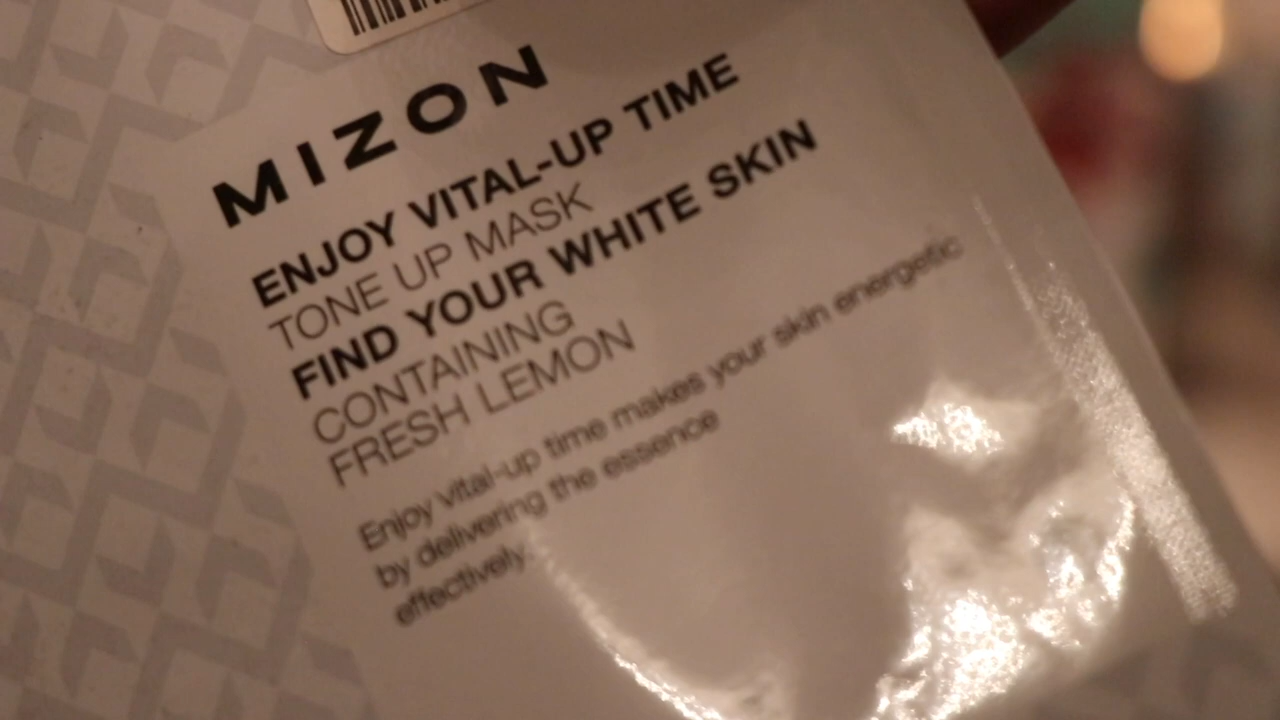 MIZON
ENJOY VITAL-UP TIME
TONE UP MASK
FIND YOUR WHITE SKIN
CONTAINING
FRESH LEMON
Enjoy vital-up time makes your skin energetic
by delivering the essence
effectively.